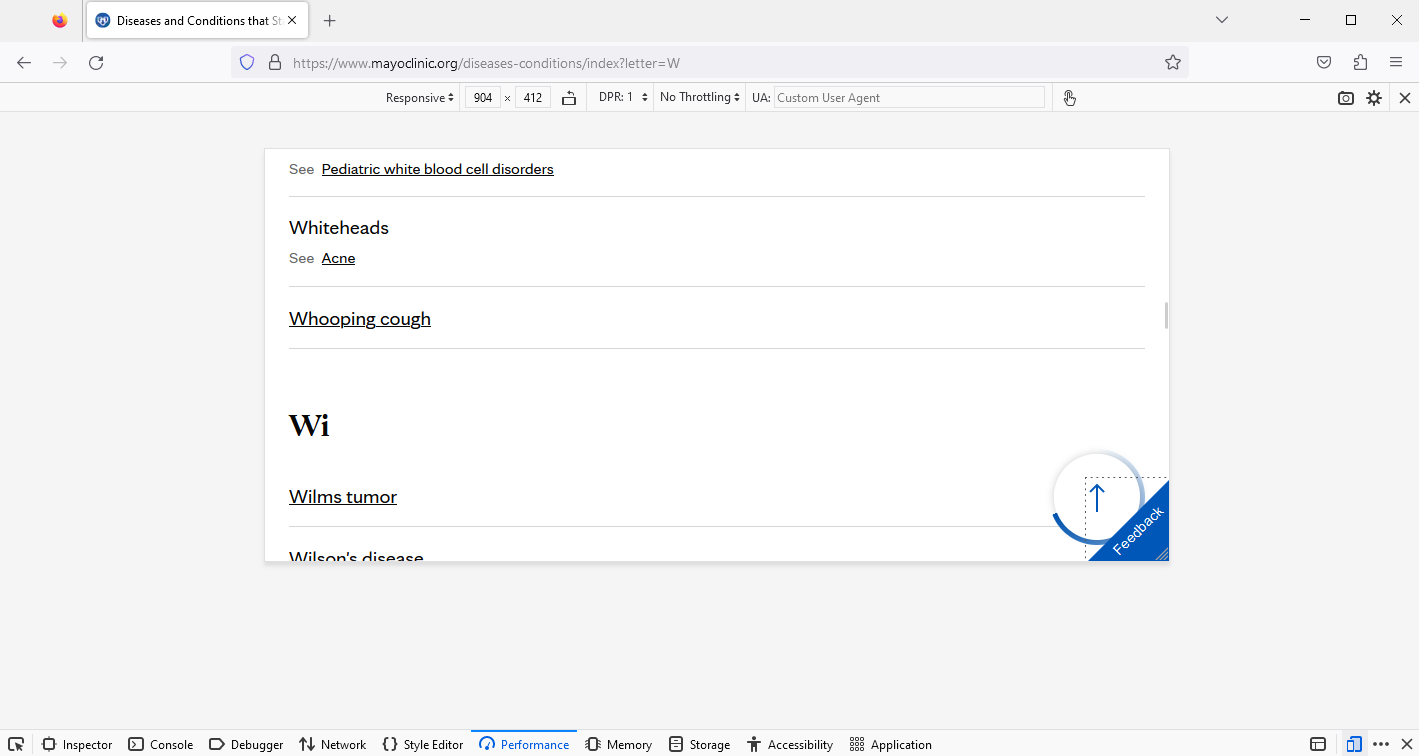 Diseases and Conditions that St
https://www.mayoclinic.org/diseases-conditions/index?letter=W
Responsive 904 × 412 DPR: 1 No Throttling UA: Custom User Agent
See Pediatric white blood cell disorders
Whiteheads
See Acne
Whooping cough
Wi
Wilms tumor
Wilson's disease
Feedback
Inspector Console Debugger Network Style Editor Performance Memory Storage Accessibility Application